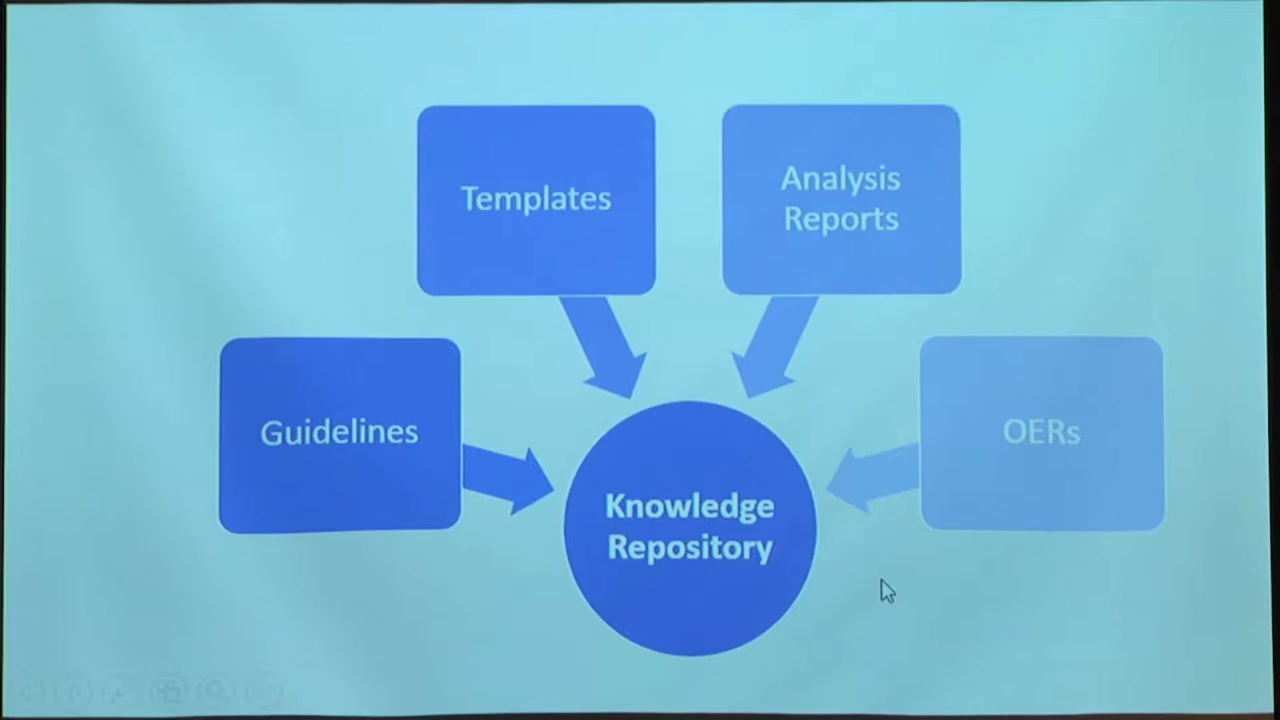 Templates
Analysis
Reports
Guidelines
OERs
Knowledge
Repository